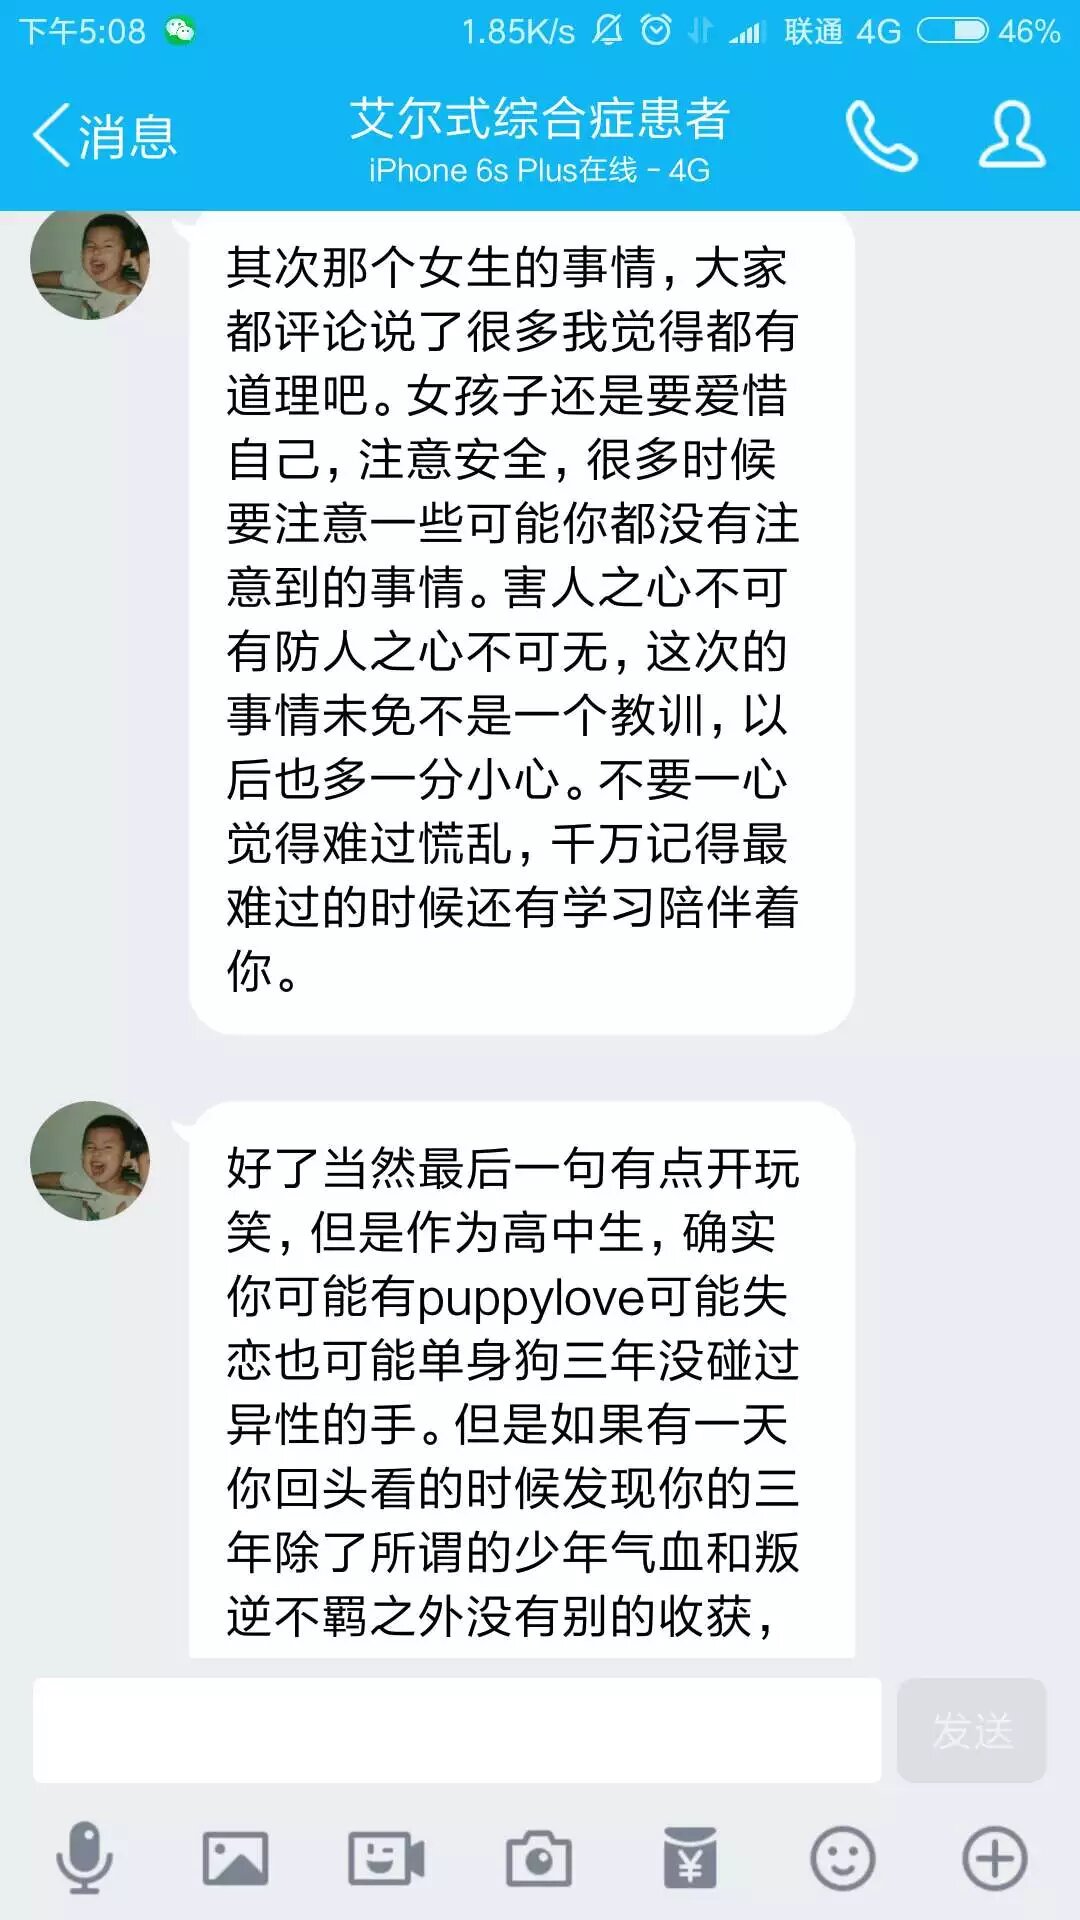 下午5:08 1.85K/s 联通 4G 46%
消息
艾尔式综合症患者
iPhone 6s Plus在线 - 4G
其次那个女生的事情,大家
都评论说了很多我觉得都有
道理吧。女孩子还是要爱惜
自己,注意安全,很多时候
要注意一些可能你都没有注
意到的事情。害人之心不可
有防人之心不可无,这次的
事情未免不是一个教训,以
后也多一分小心。不要一心
觉得难过慌乱,千万记得最
难过的时候还有学习陪伴着
你。
好了当然最后一句有点开玩
笑,但是作为高中生,确实
你可能有puppylove可能失
恋也可能单身狗三年没碰过
异性的手。但是如果有一天
你回头看的时候发现你的三
年除了所谓的少年气血和叛
逆不羁之外没有别的收获,
发送